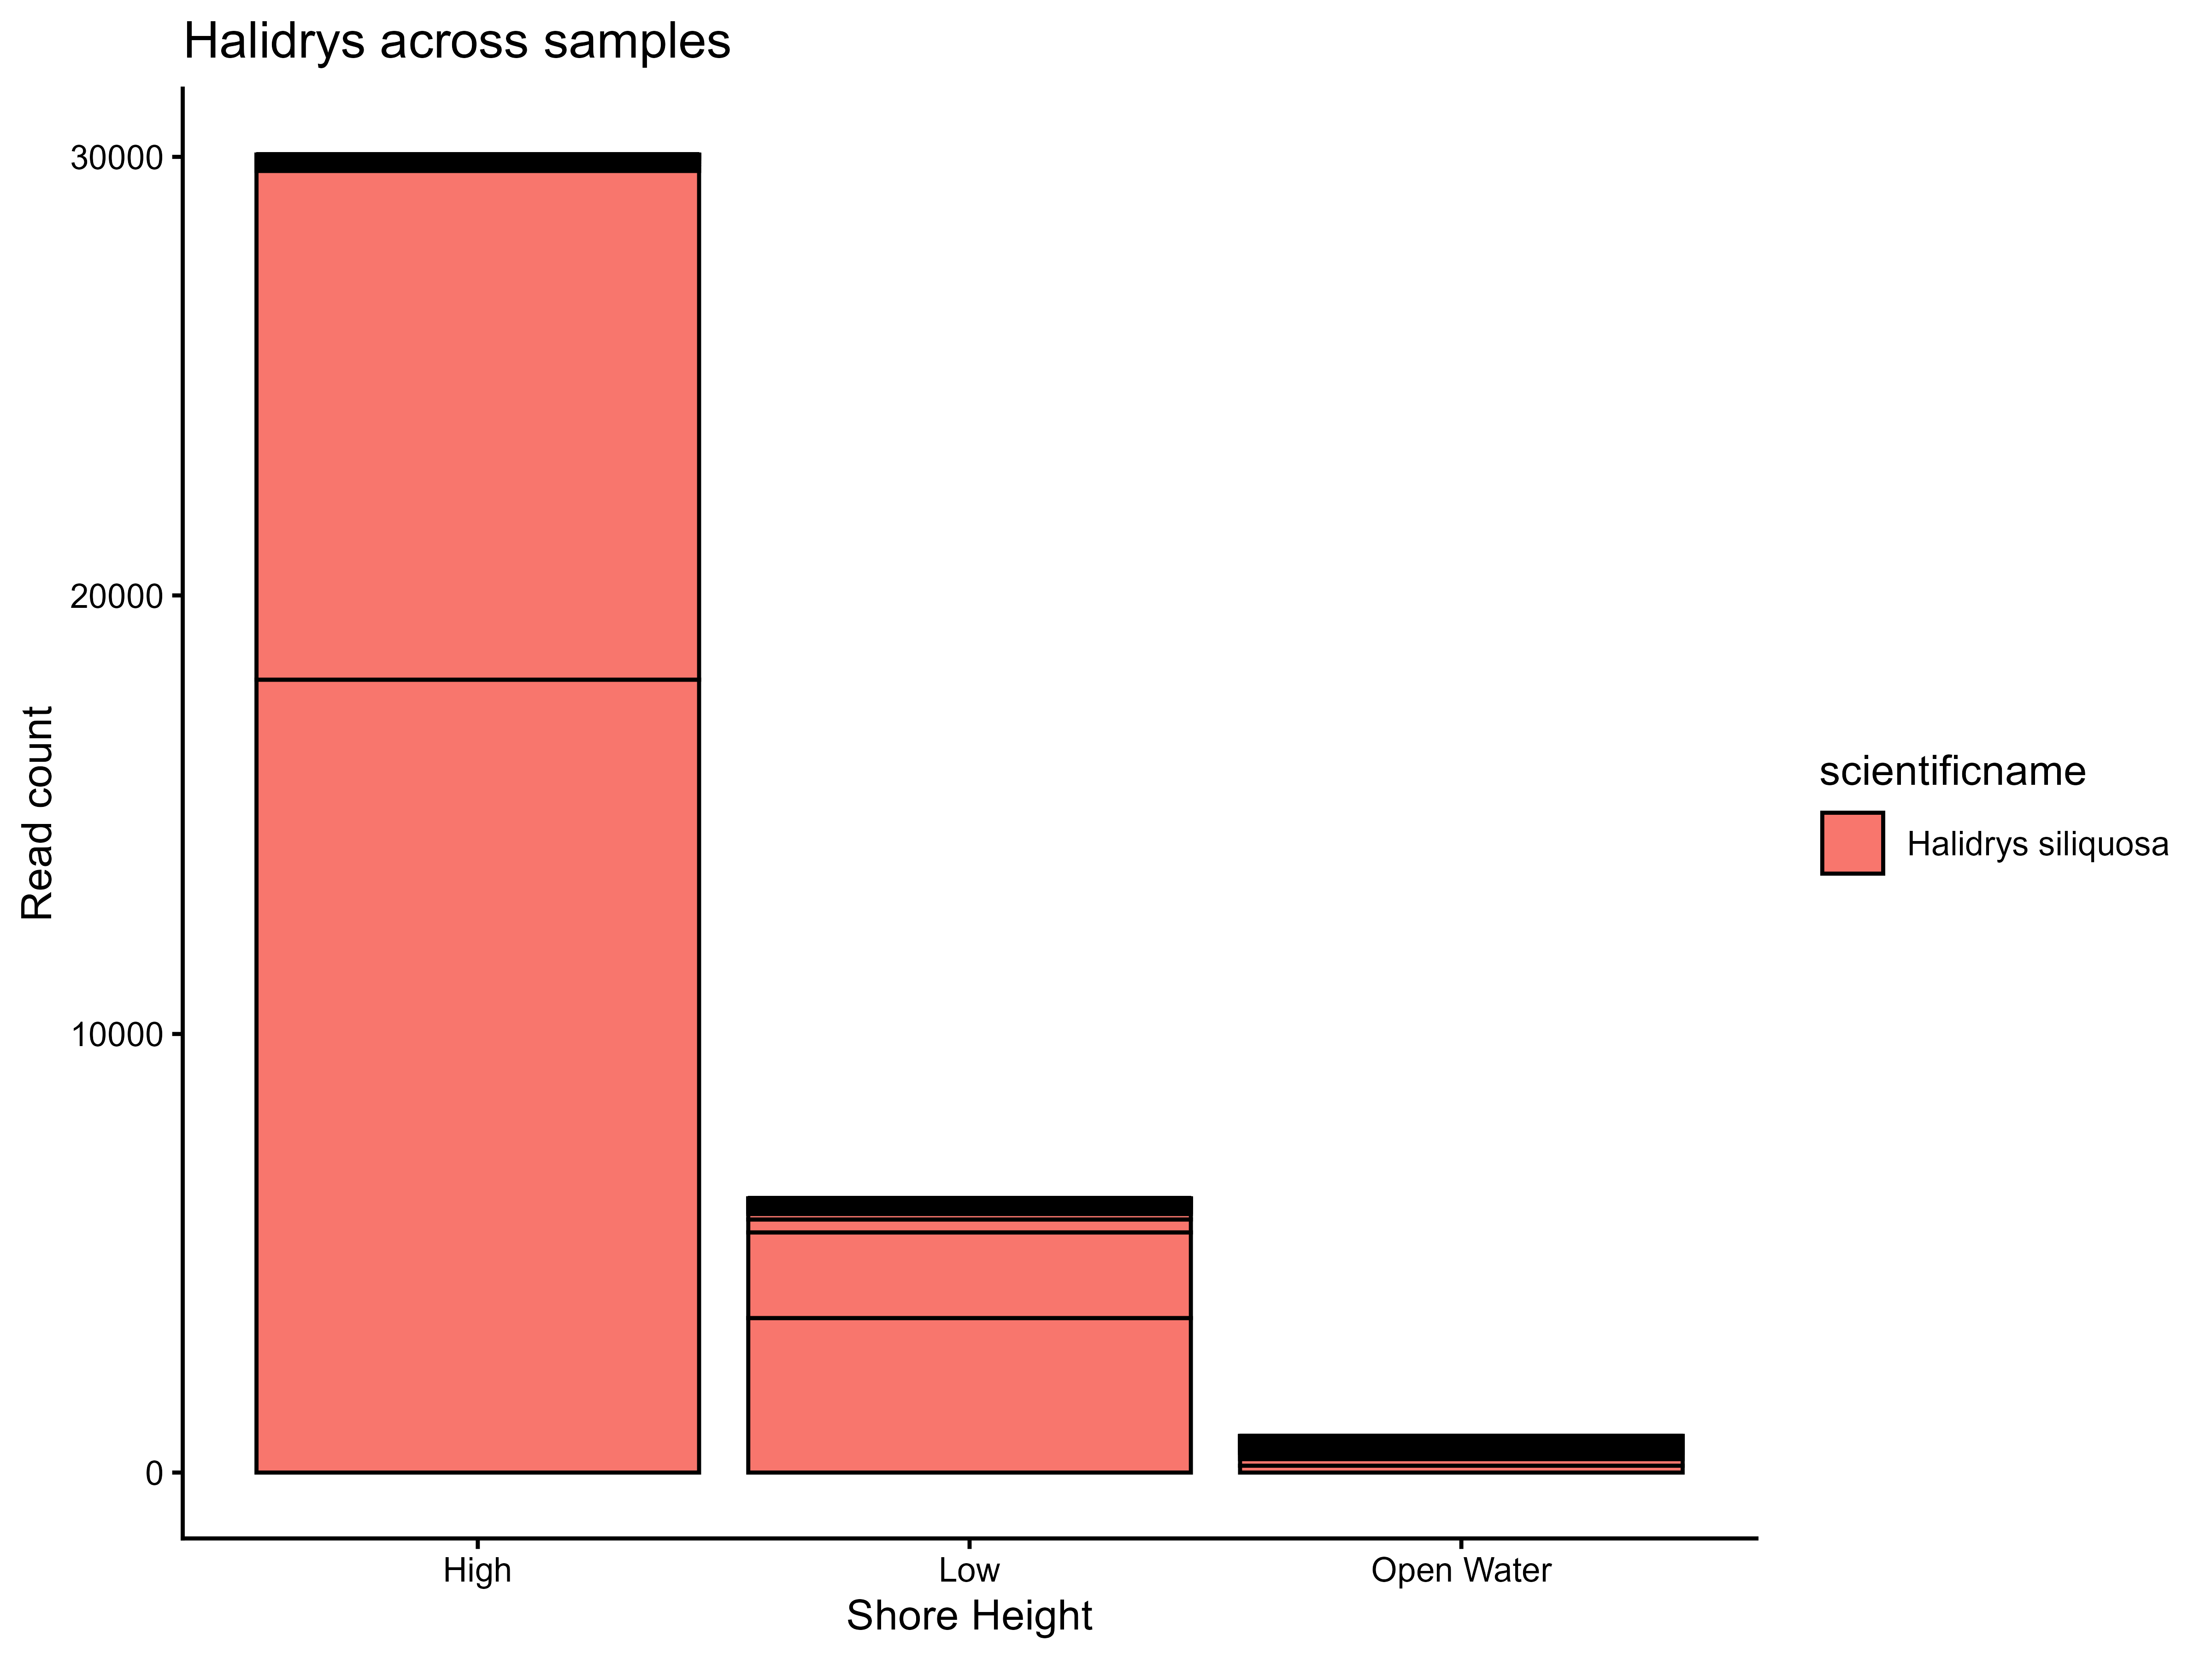 Halidrys across samples
30000
20000
10000
0
Read count
High
Low
Open Water
Shore Height
scientificname
Halidrys siliquosa